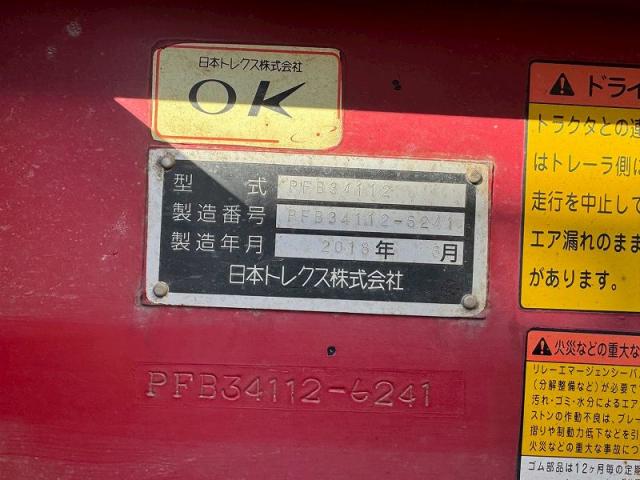 日本トレクス株式会社
OK
型 式 PFB34112
製造番号 PFB34112-6241
製造年月 2018年 6月
日本トレクス株式会社
PFB34112-6241
ドライ
トラクタとの連
はトレーラ側に
走行を中止して
エア漏れのまま
があります。
火災などの重大な
リレーエマージェンシーバル
(分解整備など)が必要で
汚れ・ゴミ・水分によるエア
ストンの作動不良は、ブレー
摺りや制動力低下などを引
火災などの重大な事故につ
ゴム部品は12ヶ月毎の定期